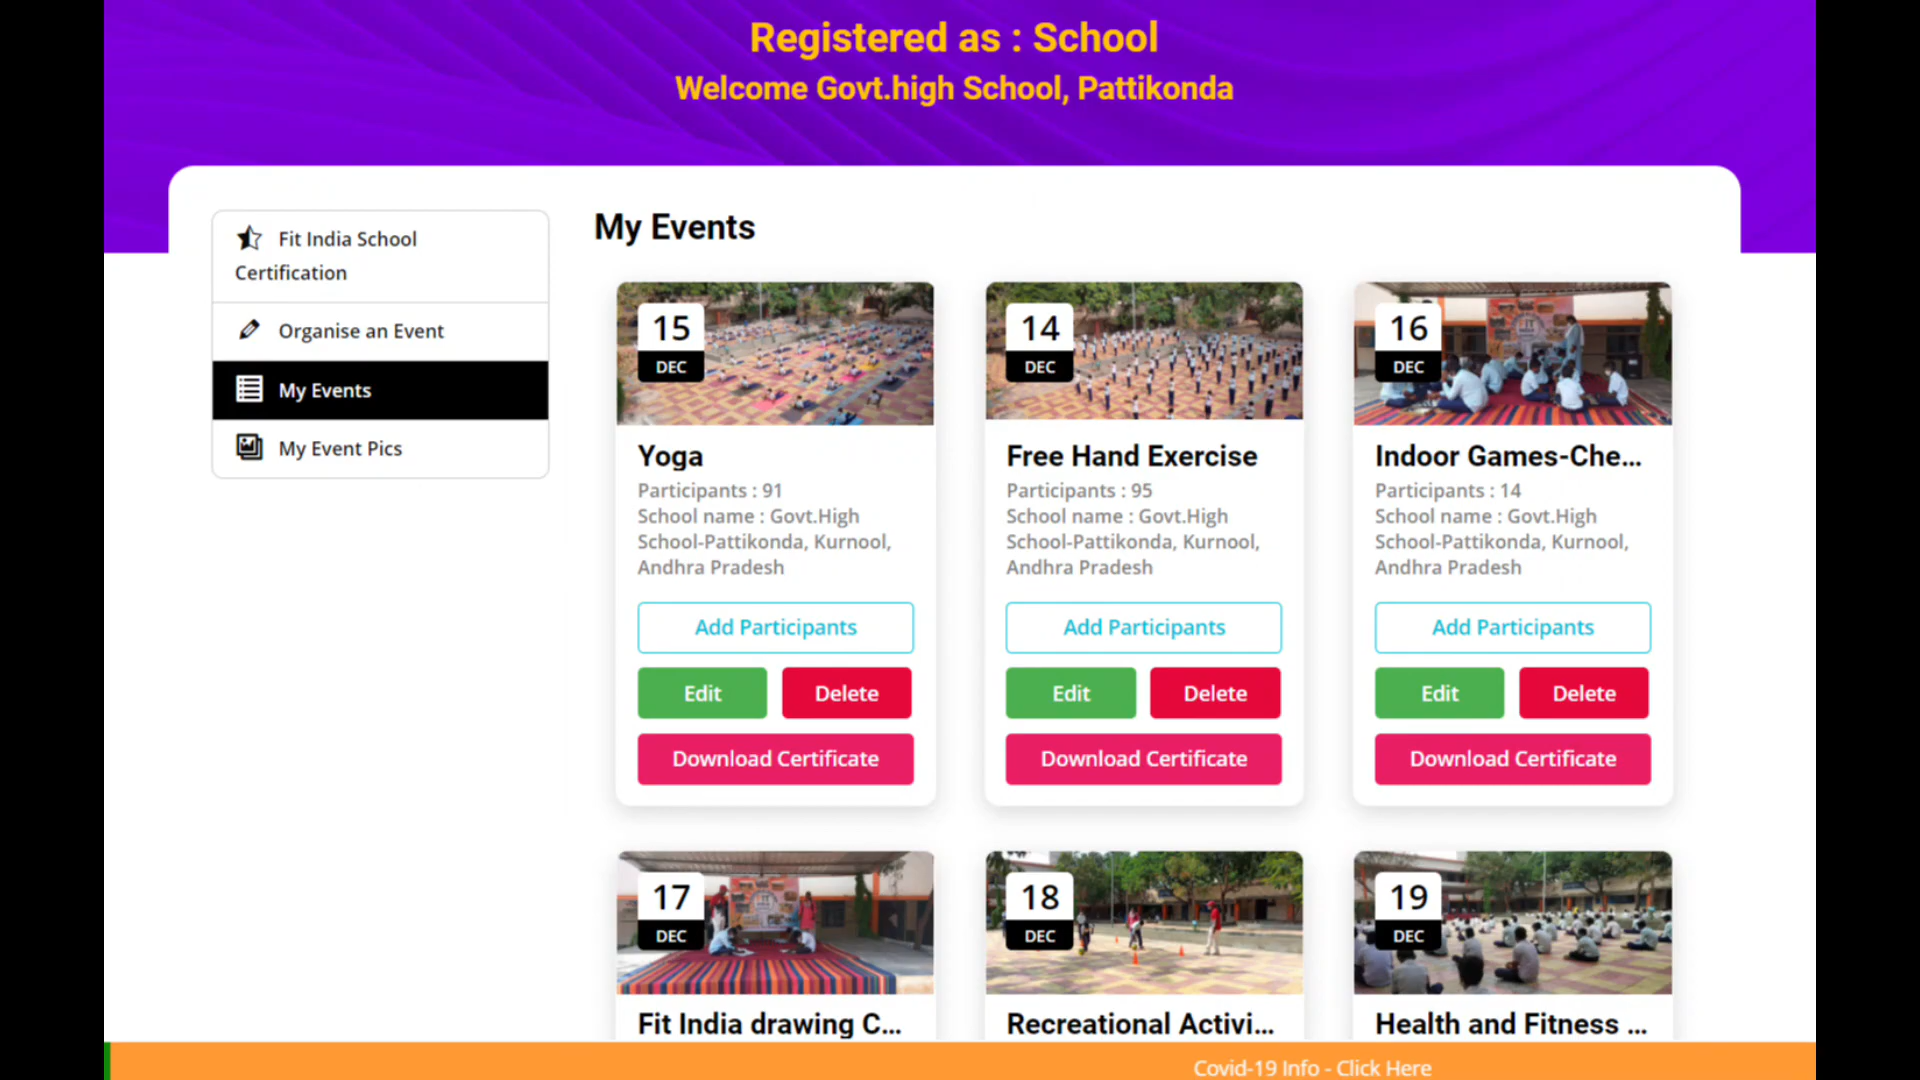 Registered as : School
Welcome Govt.high School, Pattikonda
Fit India School
Certification
Organise an Event
My Events
My Event Pics
My Events
15
DEC
Yoga
Participants : 91
School name : Govt.High
School-Pattikonda, Kurnool,
Andhra Pradesh
Add Participants
Edit
Delete
Download Certificate
14
DEC
Free Hand Exercise
Participants : 95
School name : Govt.High
School-Pattikonda, Kurnool,
Andhra Pradesh
Add Participants
Edit
Delete
Download Certificate
16
DEC
Indoor Games-Che...
Participants : 14
School name : Govt.High
School-Pattikonda, Kurnool,
Andhra Pradesh
Add Participants
Edit
Delete
Download Certificate
17
DEC
Fit India drawing C...
18
DEC
Recreational Activi...
19
DEC
Health and Fitness ...
Covid-19 Info - Click Here